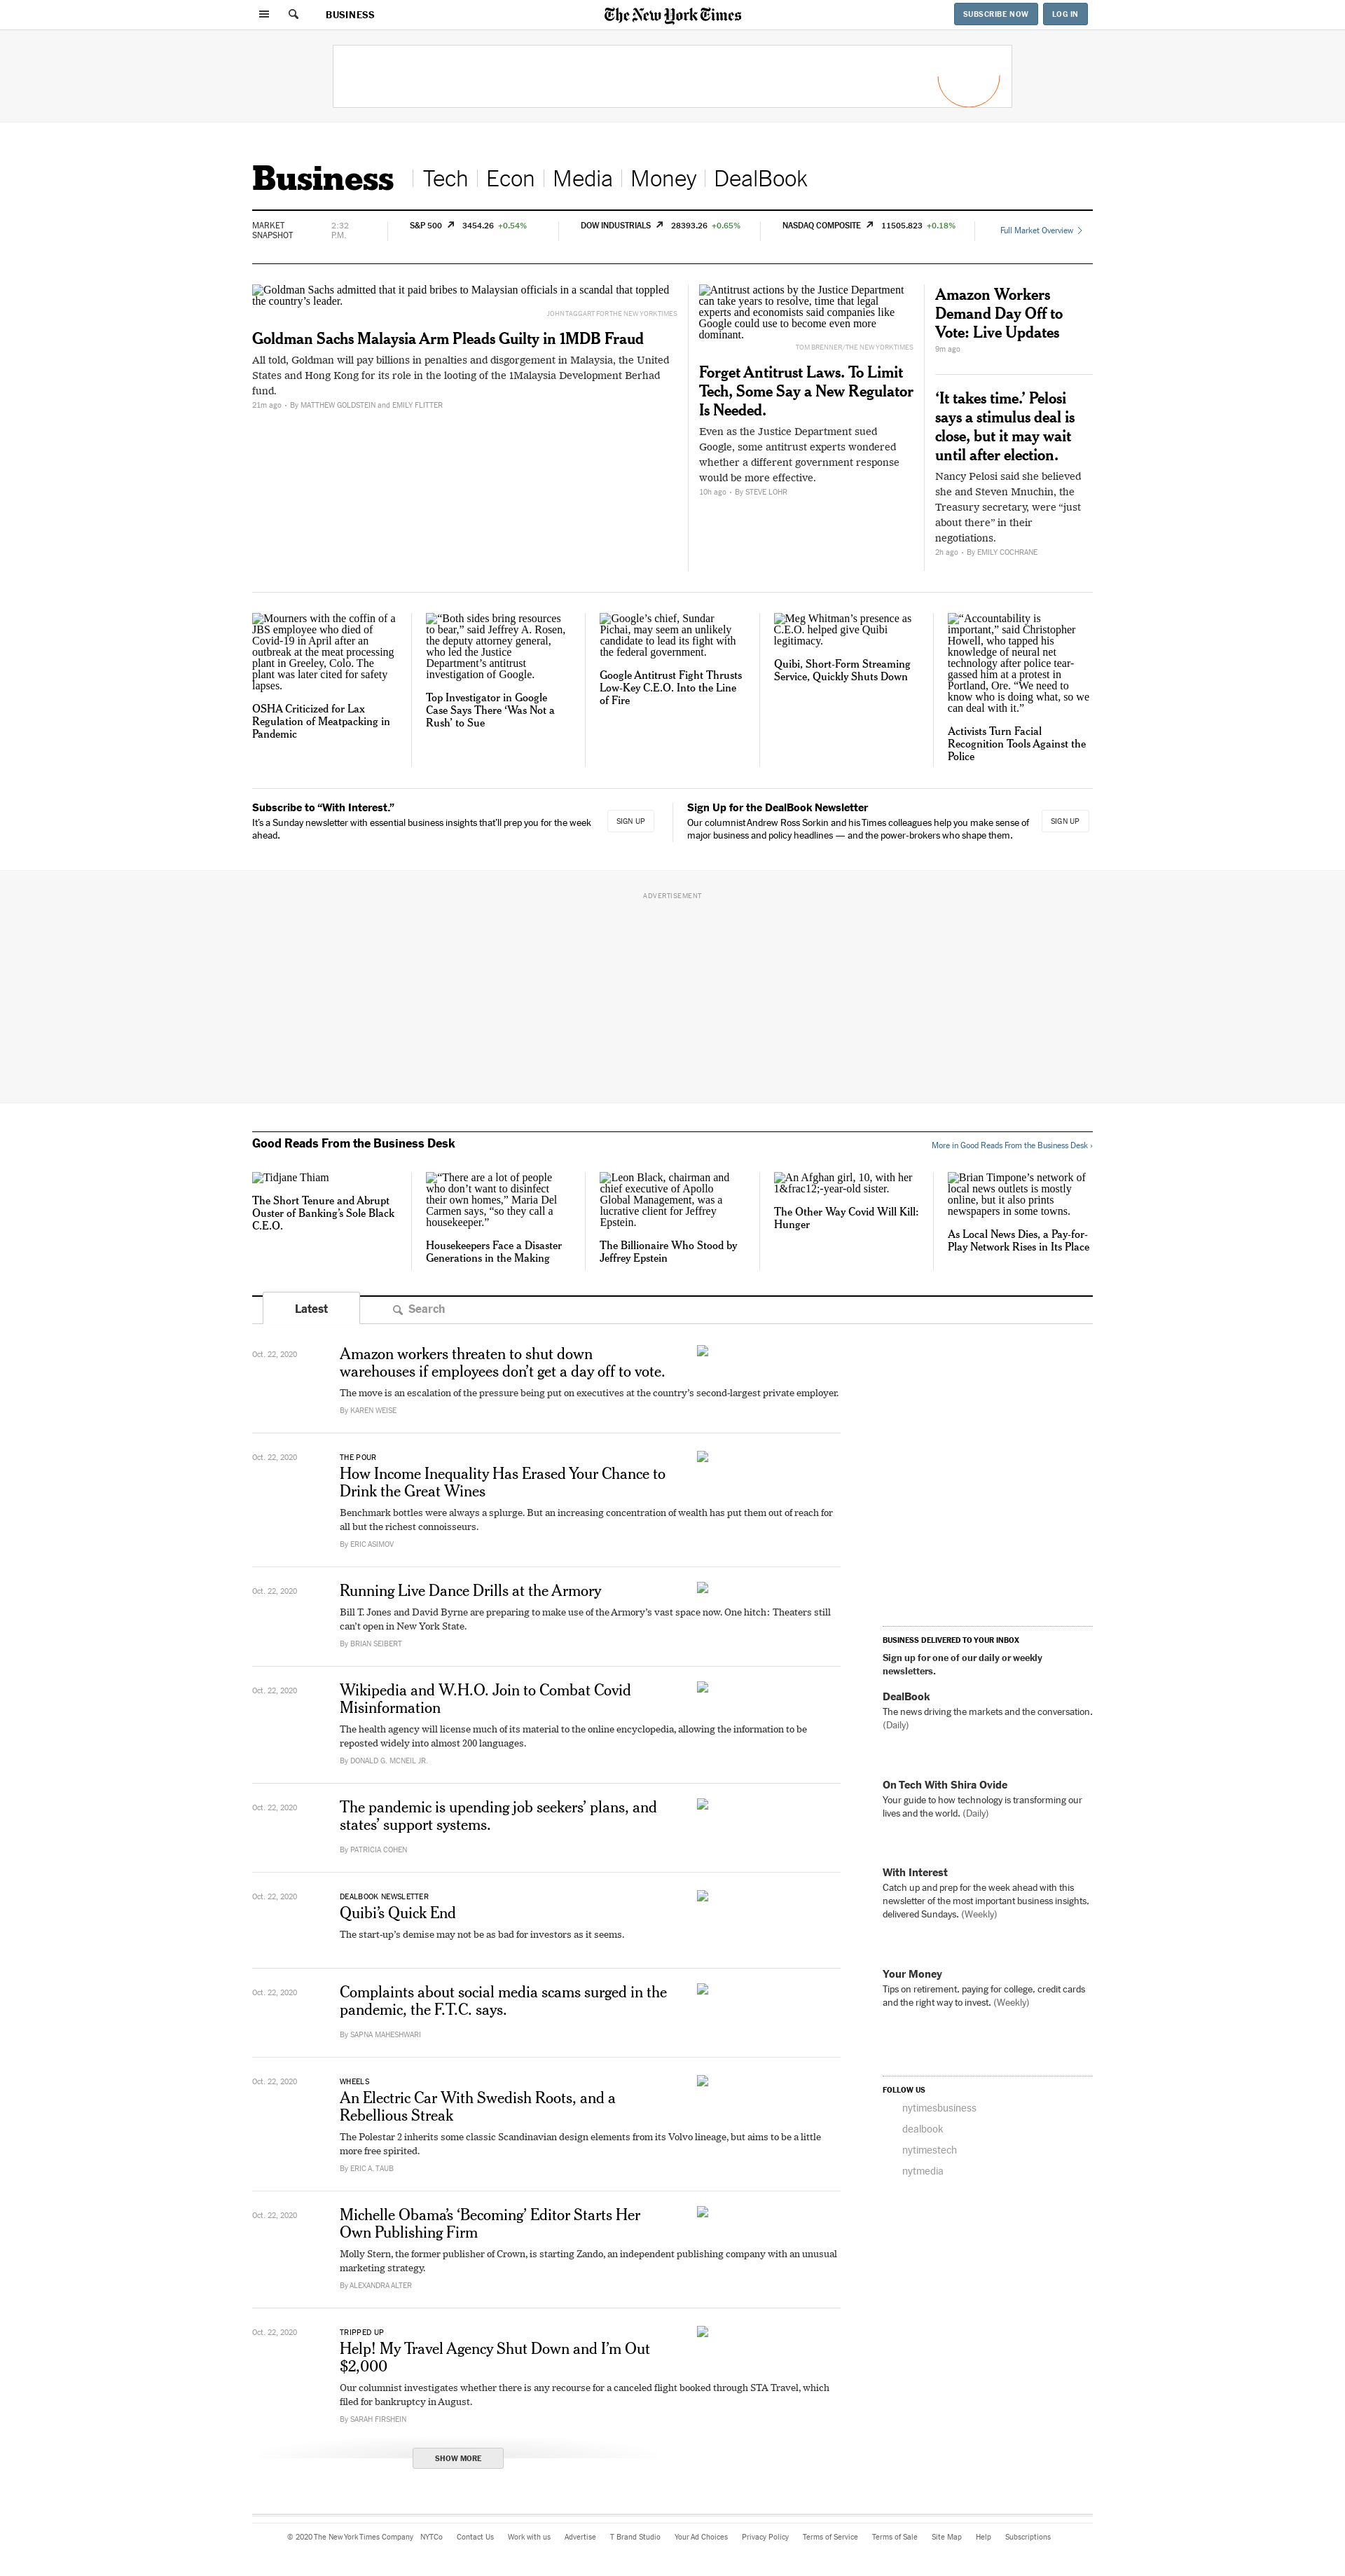 BUSINESS
The New York Times
SUBSCRIBE NOW
LOG IN
Business
Tech
Econ
Media
Money
DealBook
MARKET
SNAPSHOT
2:32
P.M.
S&P 500 3454.26 +0.54%
DOW INDUSTRIALS 28393.26 +0.65%
NASDAQ COMPOSITE 11505.823 +0.18%
Full Market Overview
Goldman Sachs admitted that it paid bribes to Malaysian officials in a scandal that toppled
the country’s leader.
JOHN TAGGART FOR THE NEW YORK TIMES
Goldman Sachs Malaysia Arm Pleads Guilty in 1MDB Fraud
All told, Goldman will pay billions in penalties and disgorgement in Malaysia, the United
States and Hong Kong for its role in the looting of the 1Malaysia Development Berhad
fund.
21m ago • By MATTHEW GOLDSTEIN and EMILY FLITTER
Antitrust actions by the Justice Department
can take years to resolve, time that legal
experts and economists said companies like
Google could use to become even more
dominant.
TOM BRENNER/THE NEW YORK TIMES
Forget Antitrust Laws. To Limit
Tech, Some Say a New Regulator
Is Needed.
Even as the Justice Department sued
Google, some antitrust experts wondered
whether a different government response
would be more effective.
10h ago • By STEVE LOHR
Amazon Workers
Demand Day Off to
Vote: Live Updates
9m ago
‘It takes time.’ Pelosi
says a stimulus deal is
close, but it may wait
until after election.
Nancy Pelosi said she believed
she and Steven Mnuchin, the
Treasury secretary, were “just
about there” in their
negotiations.
2h ago • By EMILY COCHRANE
Mourners with the coffin of a
JBS employee who died of
Covid-19 in April after an
outbreak at the meat processing
plant in Greeley, Colo. The
plant was later cited for safety
lapses.
OSHA Criticized for Lax
Regulation of Meatpacking in
Pandemic
“Both sides bring resources
to bear,” said Jeffrey A. Rosen,
the deputy attorney general,
who led the Justice
Department’s antitrust
investigation of Google.
Top Investigator in Google
Case Says There ‘Was Not a
Rush’ to Sue
Google’s chief, Sundar
Pichai, may seem an unlikely
candidate to lead its fight with
the federal government.
Google Antitrust Fight Thrusts
Low-Key C.E.O. Into the Line
of Fire
Meg Whitman’s presence as
C.E.O. helped give Quibi
legitimacy.
Quibi, Short-Form Streaming
Service, Quickly Shuts Down
“Accountability is
important,” said Christopher
Howell, who tapped his
knowledge of neural net
technology after police tear-
gassed him at a protest in
Portland, Ore. “We need to
know who is doing what, so we
can deal with it.”
Activists Turn Facial
Recognition Tools Against the
Police
Subscribe to “With Interest.”
It’s a Sunday newsletter with essential business insights that’ll prep you for the week
ahead.
SIGN UP
Sign Up for the DealBook Newsletter
Our columnist Andrew Ross Sorkin and his Times colleagues help you make sense of
major business and policy headlines — and the power-brokers who shape them.
SIGN UP
ADVERTISEMENT
Good Reads From the Business Desk
More in Good Reads From the Business Desk ›
Tidjane Thiam
The Short Tenure and Abrupt
Ouster of Banking’s Sole Black
C.E.O.
“There are a lot of people
who don’t want to disinfect
their own homes,” Maria Del
Carmen says, “so they call a
housekeeper.”
Housekeepers Face a Disaster
Generations in the Making
Leon Black, chairman and
chief executive of Apollo
Global Management, was a
lucrative client for Jeffrey
Epstein.
The Billionaire Who Stood by
Jeffrey Epstein
An Afghan girl, 10, with her
1&frac12;-year-old sister.
The Other Way Covid Will Kill:
Hunger
Brian Timpone’s network of
local news outlets is mostly
online, but it also prints
newspapers in some towns.
As Local News Dies, a Pay-for-
Play Network Rises in Its Place
Latest
Search
Oct. 22, 2020
Amazon workers threaten to shut down
warehouses if employees don’t get a day off to vote.
The move is an escalation of the pressure being put on executives at the country’s second-largest private employer.
By KAREN WEISE
Oct. 22, 2020
THE POUR
How Income Inequality Has Erased Your Chance to
Drink the Great Wines
Benchmark bottles were always a splurge. But an increasing concentration of wealth has put them out of reach for
all but the richest connoisseurs.
By ERIC ASIMOV
Oct. 22, 2020
Running Live Dance Drills at the Armory
Bill T. Jones and David Byrne are preparing to make use of the Armory’s vast space now. One hitch: Theaters still
can’t open in New York State.
By BRIAN SEIBERT
Oct. 22, 2020
Wikipedia and W.H.O. Join to Combat Covid
Misinformation
The health agency will license much of its material to the online encyclopedia, allowing the information to be
reposted widely into almost 200 languages.
By DONALD G. MCNEIL JR.
Oct. 22, 2020
The pandemic is upending job seekers’ plans, and
states’ support systems.
By PATRICIA COHEN
Oct. 22, 2020
DEALBOOK NEWSLETTER
Quibi’s Quick End
The start-up’s demise may not be as bad for investors as it seems.
Oct. 22, 2020
Complaints about social media scams surged in the
pandemic, the F.T.C. says.
By SAPNA MAHESHWARI
Oct. 22, 2020
WHEELS
An Electric Car With Swedish Roots, and a
Rebellious Streak
The Polestar 2 inherits some classic Scandinavian design elements from its Volvo lineage, but aims to be a little
more free spirited.
By ERIC A. TAUB
Oct. 22, 2020
Michelle Obama’s ‘Becoming’ Editor Starts Her
Own Publishing Firm
Molly Stern, the former publisher of Crown, is starting Zando, an independent publishing company with an unusual
marketing strategy.
By ALEXANDRA ALTER
Oct. 22, 2020
TRIPPED UP
Help! My Travel Agency Shut Down and I’m Out
$2,000
Our columnist investigates whether there is any recourse for a canceled flight booked through STA Travel, which
filed for bankruptcy in August.
By SARAH FIRSHEIN
SHOW MORE
BUSINESS DELIVERED TO YOUR INBOX
Sign up for one of our daily or weekly
newsletters.
DealBook
The news driving the markets and the conversation.
(Daily)
On Tech With Shira Ovide
Your guide to how technology is transforming our
lives and the world. (Daily)
With Interest
Catch up and prep for the week ahead with this
newsletter of the most important business insights,
delivered Sundays. (Weekly)
Your Money
Tips on retirement, paying for college, credit cards
and the right way to invest. (Weekly)
FOLLOW US
nytimesbusiness
dealbook
nytimestech
nytmedia
© 2020 The New York Times Company NYTCo Contact Us Work with us Advertise T Brand Studio Your Ad Choices Privacy Policy Terms of Service Terms of Sale Site Map Help Subscriptions